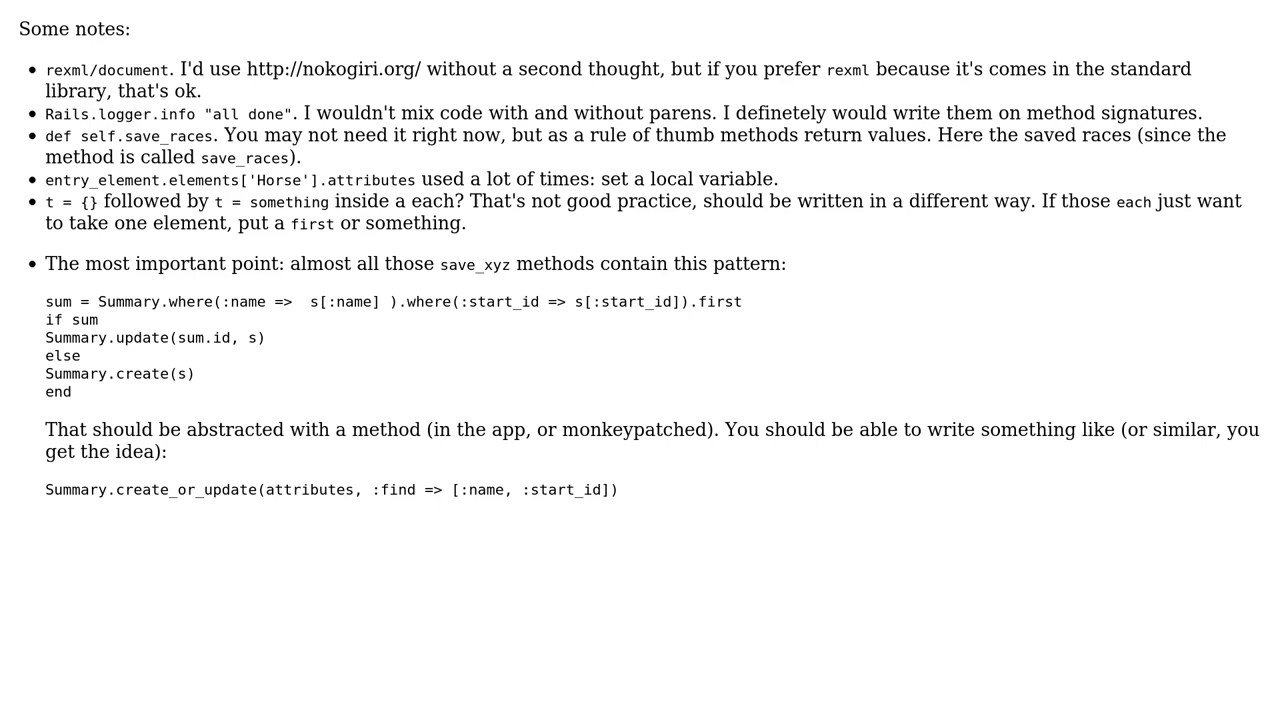 Some notes:
rexml/document. I'd use http://nokogiri.org/ without a second thought, but if you prefer rexml because it's comes in the standard
library, that's ok.
Rails.logger.info "all done". I wouldn't mix code with and without parens. I definetely would write them on method signatures.
def self.save_races. You may not need it right now, but as a rule of thumb methods return values. Here the saved races (since the
method is called save_races).
entry_element.elements['Horse'].attributes used a lot of times: set a local variable.
t = {} followed by t = something inside a each? That's not good practice, should be written in a different way. If those each just want
to take one element, put a first or something.
The most important point: almost all those save_xyz methods contain this pattern:
sum = Summary.where(:name =>  s[:name] ).where(:start_id => s[:start_id]).first
if sum
Summary.update(sum.id, s)
else
Summary.create(s)
end
That should be abstracted with a method (in the app, or monkeypatched). You should be able to write something like (or similar, you
get the idea):
Summary.create_or_update(attributes, :find => [:name, :start_id])